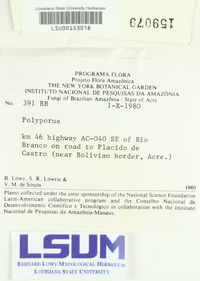 Louisiana State University Herbarium
LSU00153078
159079
PROGRAMA FLORA
Projeto Flora Amazônica
THE NEW YORK BOTANICAL GARDEN
INSTITUTO NACIONAL DE PESQUISAS DA AMAZÔNIA
Fungi of Brazilian Amazônia - State of Acre
No. 391 BR 1-X-1980
Polyporus
km 46 highway AC-040 SE of Rio
Branco on road to Placido de
Castro (near Bolivian border, Acre.)
B. Lowy, S. R. Lowrie &
V. M. de Souza 1980
Plants collected under the joint sponsorship of the National Science Foundation
Latin-American collaborative program and the Conselho Nacional de
Desenvolvimento Científico e Tecnológico in collaboration with the Instituto
Nacional de Pesquisas da Amazônia-Manaus.
LSUM
BERNARD LOWY MYCOLOGICAL HERBARIUM
LOUISIANA STATE UNIVERSITY